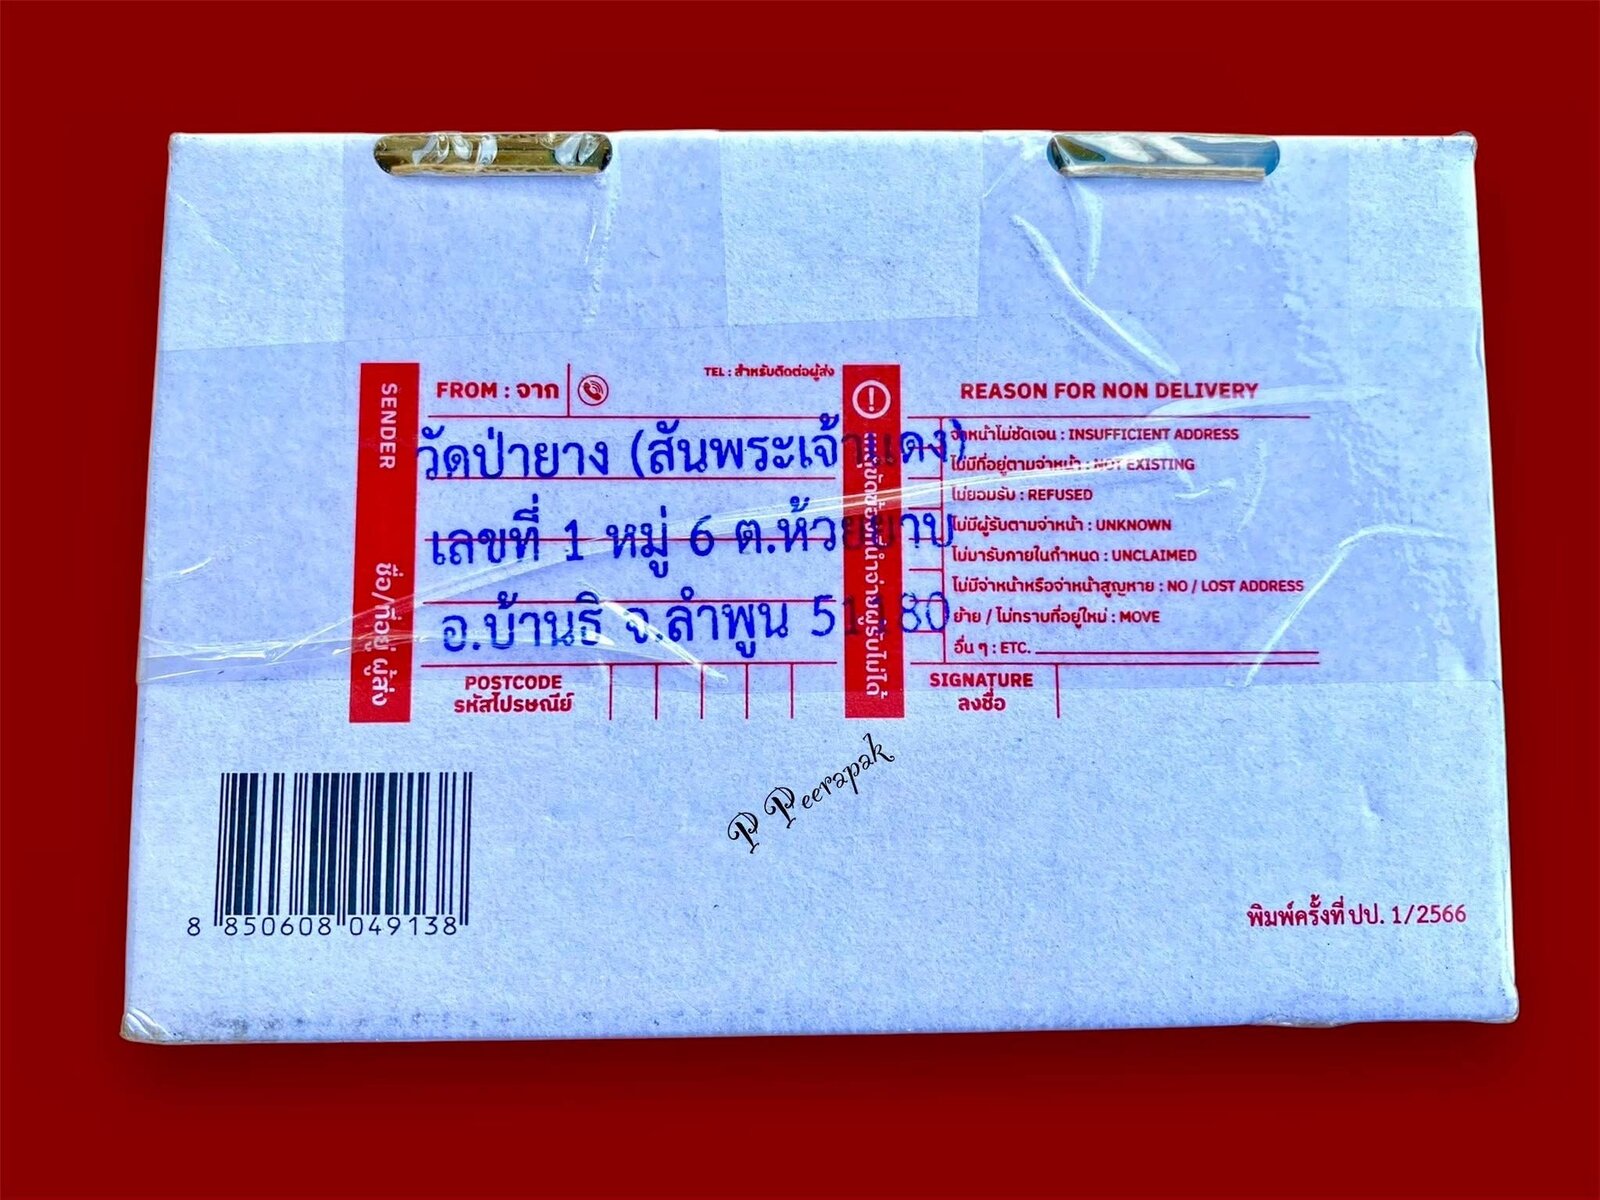 SENDER
ชื่อ/ที่อยู่ ผู้ส่ง
FROM : จาก
TEL : สำหรับติดต่อผู้ส่ง
วัดป่ายาง (สันพระเจ้าแดง)
เลขที่ 1 หมู่ 6 ต.ห้วยยาบ
อ.บ้านธิ จ.ลำพูน 51180
POSTCODE
รหัสไปรษณีย์
REASON FOR NON DELIVERY
จ่าหน้าไม่ชัดเจน : INSUFFICIENT ADDRESS
ไม่มีที่อยู่ตามจ่าหน้า : NOT EXISTING
ไม่ยอมรับ : REFUSED
ไม่มีผู้รับตามจ่าหน้า : UNKNOWN
ไม่มารับภายในกำหนด : UNCLAIMED
ไม่มีจ่าหน้าหรือจ่าหน้าสูญหาย : NO / LOST ADDRESS
ย้าย / ไม่ทราบที่อยู่ใหม่ : MOVE
อื่น ๆ : ETC.
SIGNATURE
ลงชื่อ
P Peerapak
8 850608 049138
พิมพ์ครั้งที่ ปป. 1/2566